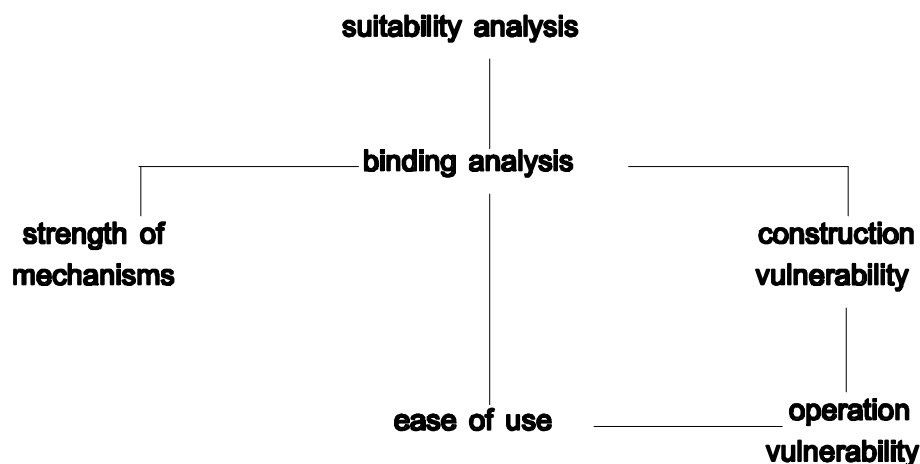 suitability analysis
binding analysis
strength of
mechanisms
construction
vulnerability
ease of use
operation
vulnerability